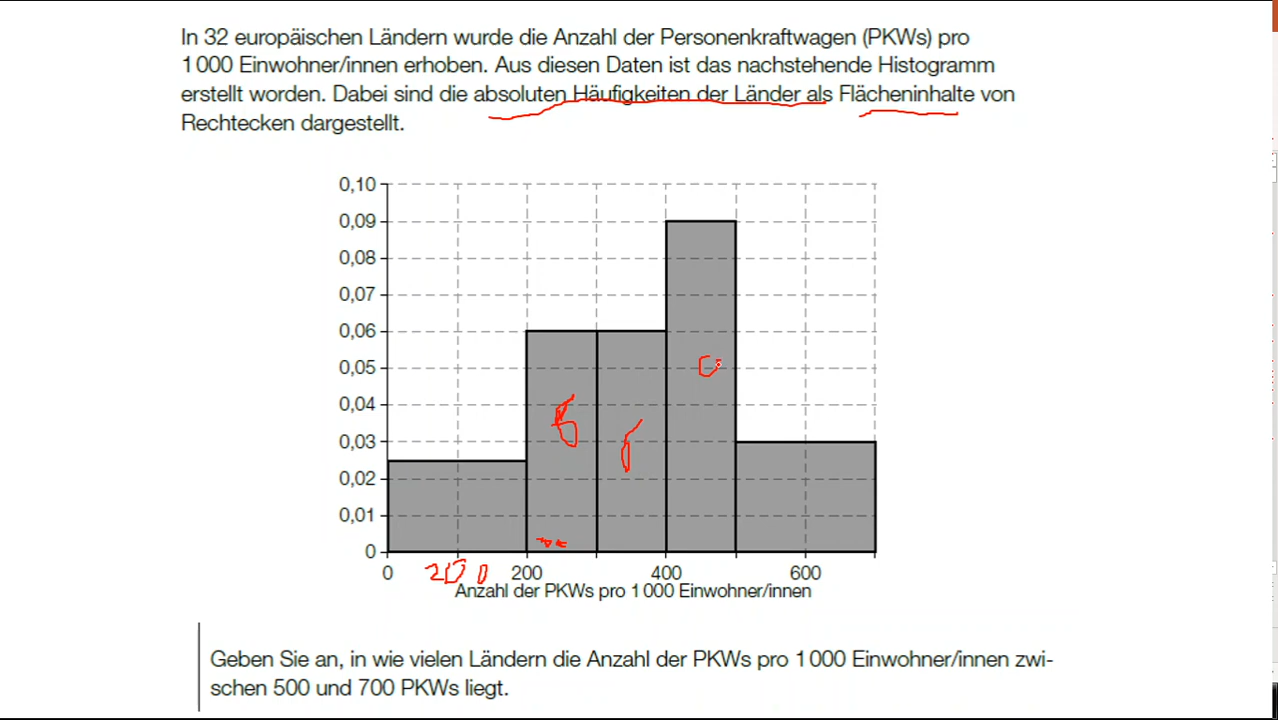 In 32 europäischen Ländern wurde die Anzahl der Personenkraftwagen (PKWs) pro
1 000 Einwohner/innen erhoben. Aus diesen Daten ist das nachstehende Histogramm
erstellt worden. Dabei sind die absoluten Häufigkeiten der Länder als Flächeninhalte von
Rechtecken dargestellt.
0,10
0,09
0,08
0,07
0,06
0,05
0,04
0,03
0,02
0,01
0
0 200 400 600
200
Anzahl der PKWs pro 1 000 Einwohner/innen
Geben Sie an, in wie vielen Ländern die Anzahl der PKWs pro 1 000 Einwohner/innen zwi-
schen 500 und 700 PKWs liegt.